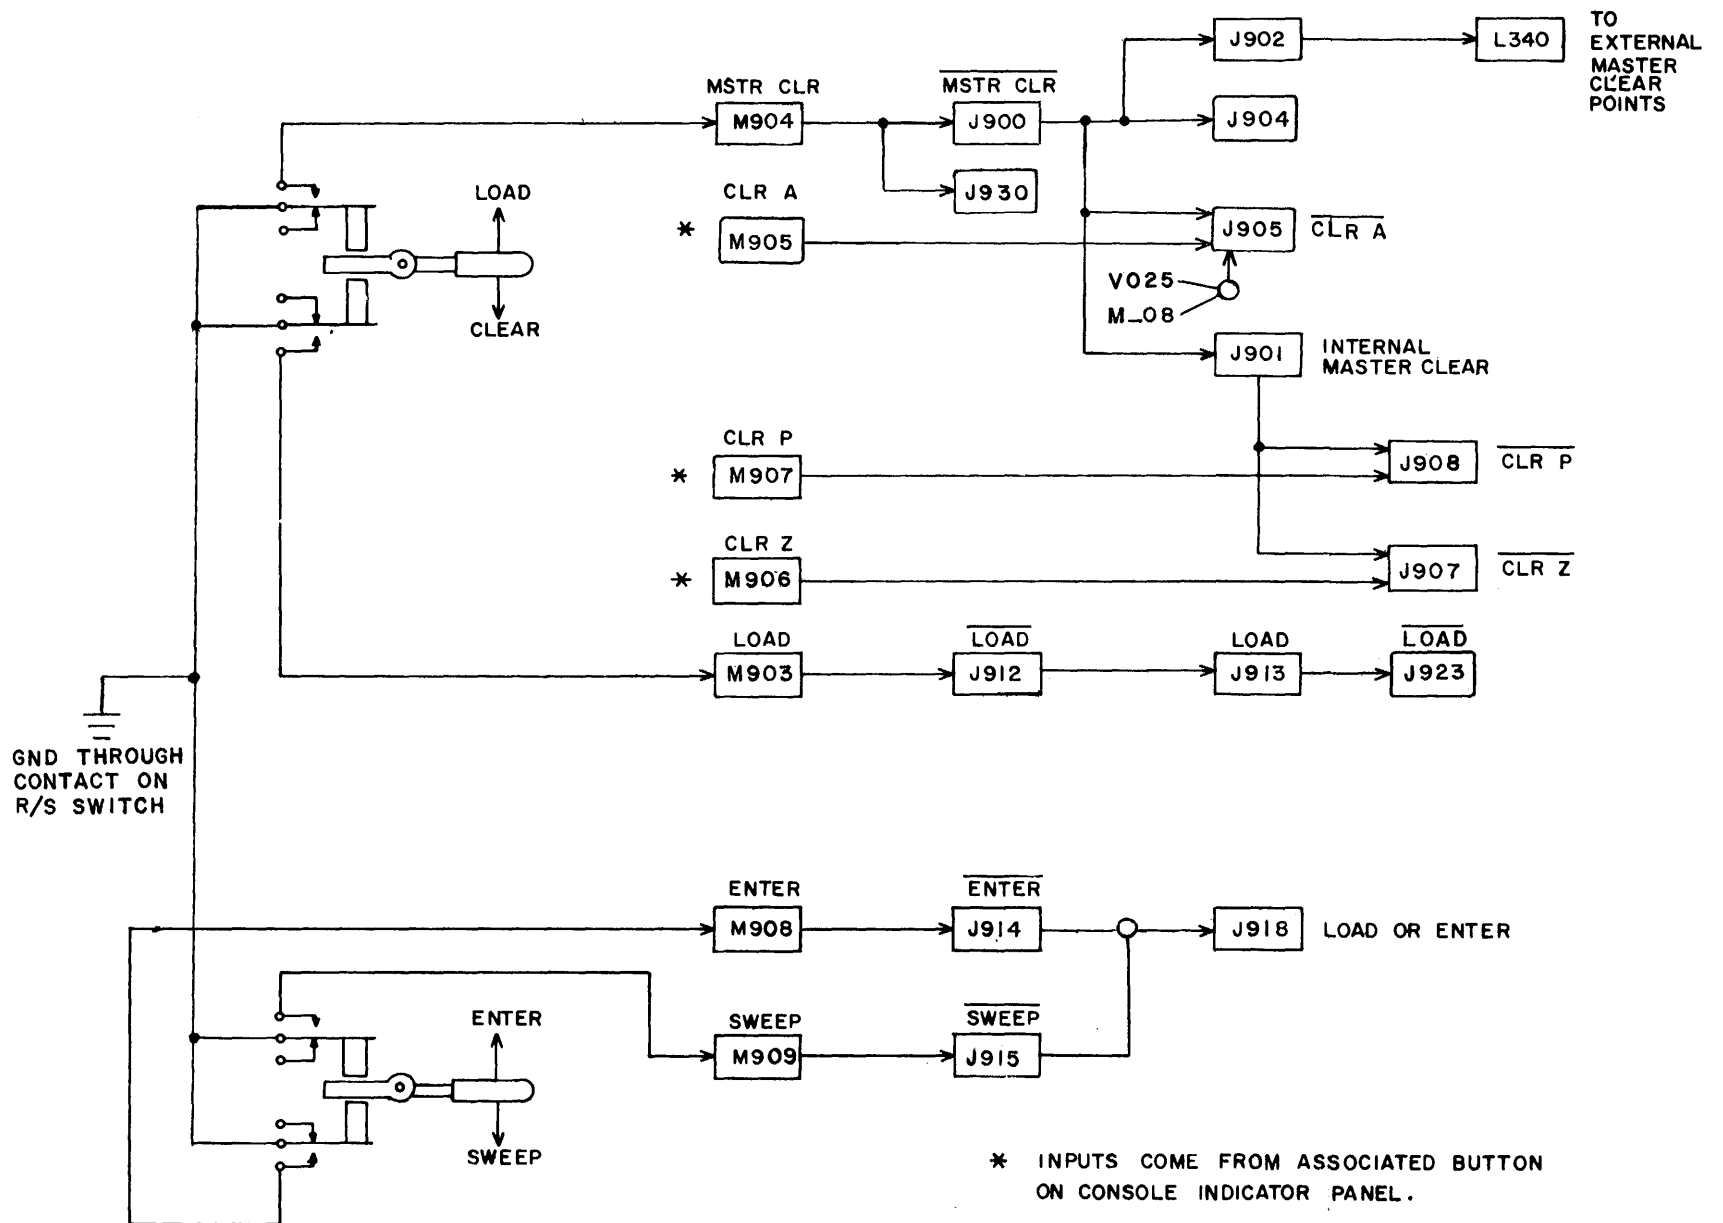 TO
EXTERNAL
MASTER
CLEAR
POINTS
J902
L340
MSTR CLR
MSTR CLR
M904
J900
J904
J930
LOAD
CLR A
* M905
J905
CLR A
V025
M_08
CLEAR
J901
INTERNAL
MASTER CLEAR
CLR P
* M907
J908
CLR P
CLR Z
* M906
J907
CLR Z
LOAD
LOAD
LOAD
LOAD
M903
J912
J913
J923
GND THROUGH
CONTACT ON
R/S SWITCH
ENTER
ENTER
M908
J914
J918
LOAD OR ENTER
ENTER
SWEEP
SWEEP
M909
J915
SWEEP
* INPUTS COME FROM ASSOCIATED BUTTON
ON CONSOLE INDICATOR PANEL.